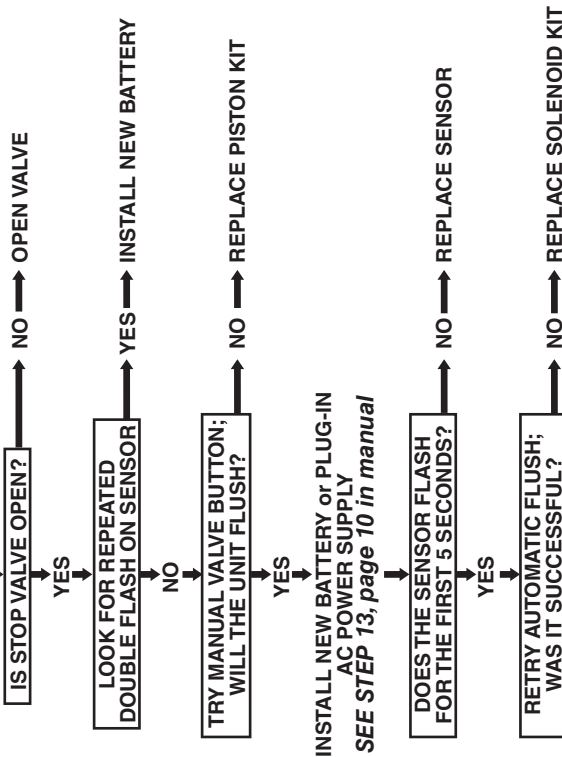 IS STOP VALVE OPEN?
NO
OPEN VALVE
YES
LOOK FOR REPEATED
DOUBLE FLASH ON SENSOR
YES
INSTALL NEW BATTERY
NO
TRY MANUAL VALVE BUTTON;
WILL THE UNIT FLUSH?
NO
REPLACE PISTON KIT
YES
INSTALL NEW BATTERY or PLUG-IN
AC POWER SUPPLY
SEE STEP 13, page 10 in manual
DOES THE SENSOR FLASH
FOR THE FIRST 5 SECONDS?
NO
REPLACE SENSOR
YES
RETRY AUTOMATIC FLUSH;
WAS IT SUCCESSFUL?
NO
REPLACE SOLENOID KIT